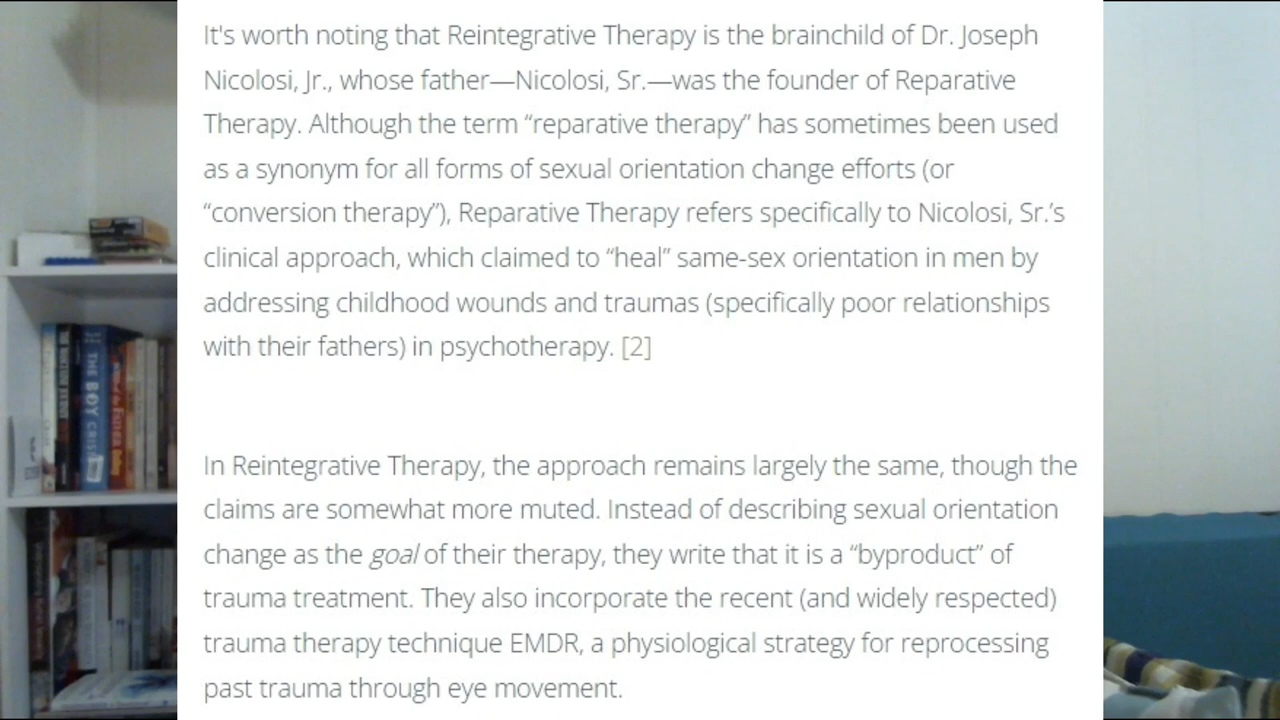 It's worth noting that Reintegrative Therapy is the brainchild of Dr. Joseph
Nicolosi, Jr., whose father—Nicolosi, Sr.—was the founder of Reparative
Therapy. Although the term “reparative therapy” has sometimes been used
as a synonym for all forms of sexual orientation change efforts (or
“conversion therapy”), Reparative Therapy refers specifically to Nicolosi, Sr.’s
clinical approach, which claimed to “heal” same-sex orientation in men by
addressing childhood wounds and traumas (specifically poor relationships
with their fathers) in psychotherapy. [2]
In Reintegrative Therapy, the approach remains largely the same, though the
claims are somewhat more muted. Instead of describing sexual orientation
change as the goal of their therapy, they write that it is a “byproduct” of
trauma treatment. They also incorporate the recent (and widely respected)
trauma therapy technique EMDR, a physiological strategy for reprocessing
past trauma through eye movement.
THE BOY CRISIS